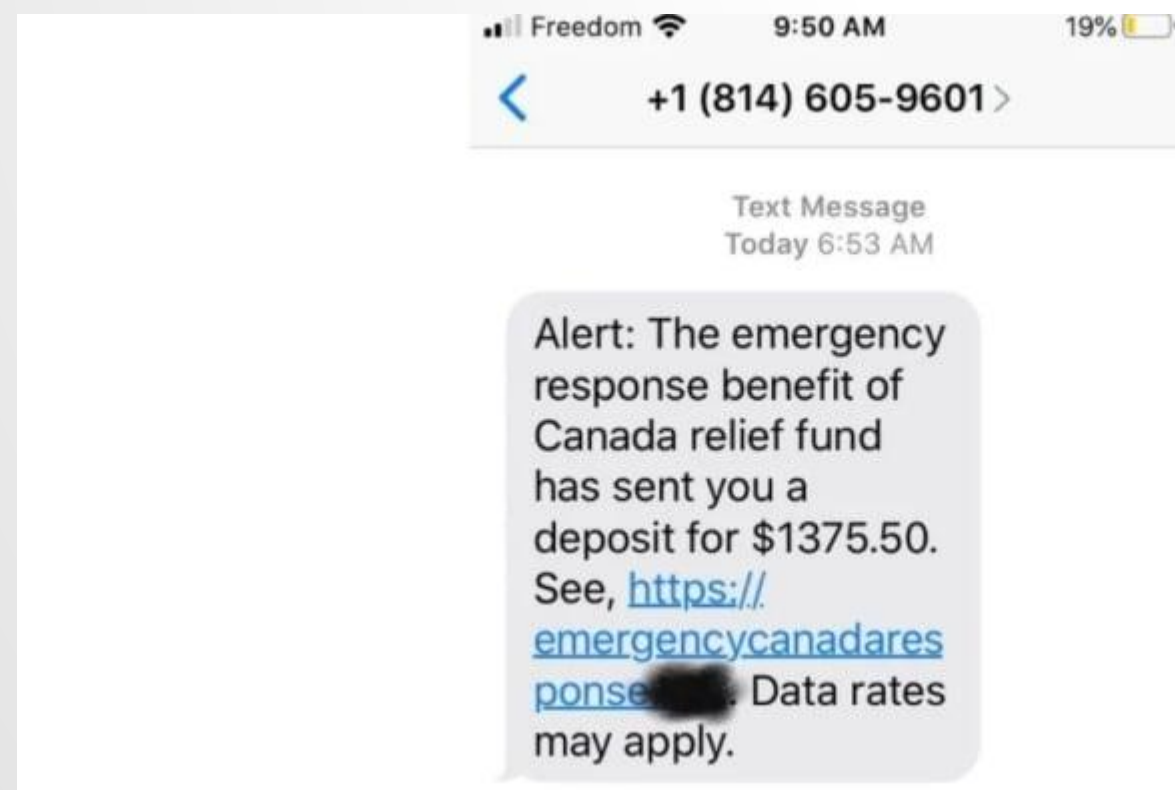 Freedom 9:50 AM 19%
+1 (814) 605-9601
Text Message
Today 6:53 AM
Alert: The emergency
response benefit of
Canada relief fund
has sent you a
deposit for $1375.50.
See, https://
emergencycanadares
ponse . Data rates
may apply.